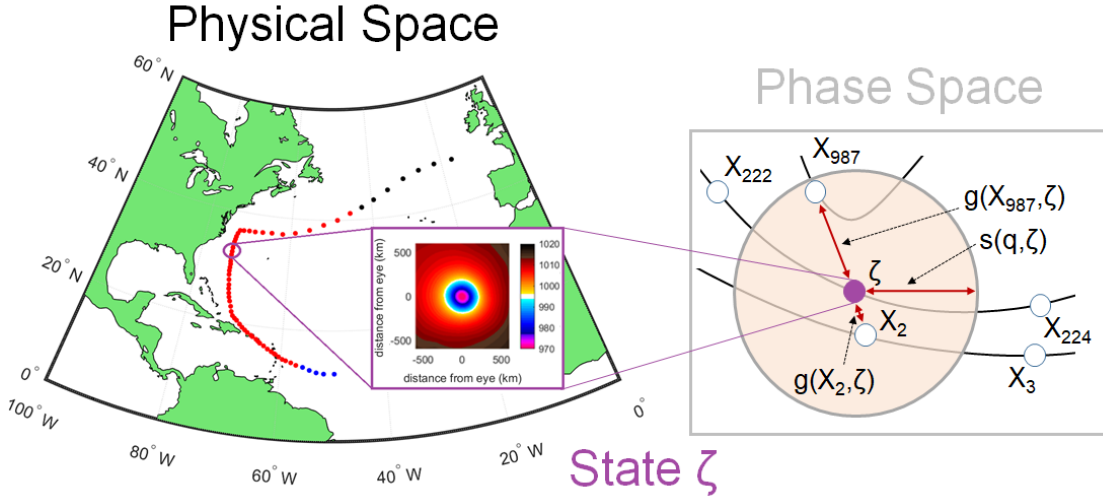 Physical Space
Phase Space
60° N
40° N
20° N
0°
100° W
80° W
60° W
40° W
20° W
0°
distance from eye (km)
500
0
-500
-500
0
500
distance from eye (km)
1020
1010
1000
990
980
970
State ζ
X222
X987
g(X987,ζ)
s(q,ζ)
ζ
X2
X224
g(X2,ζ)
X3